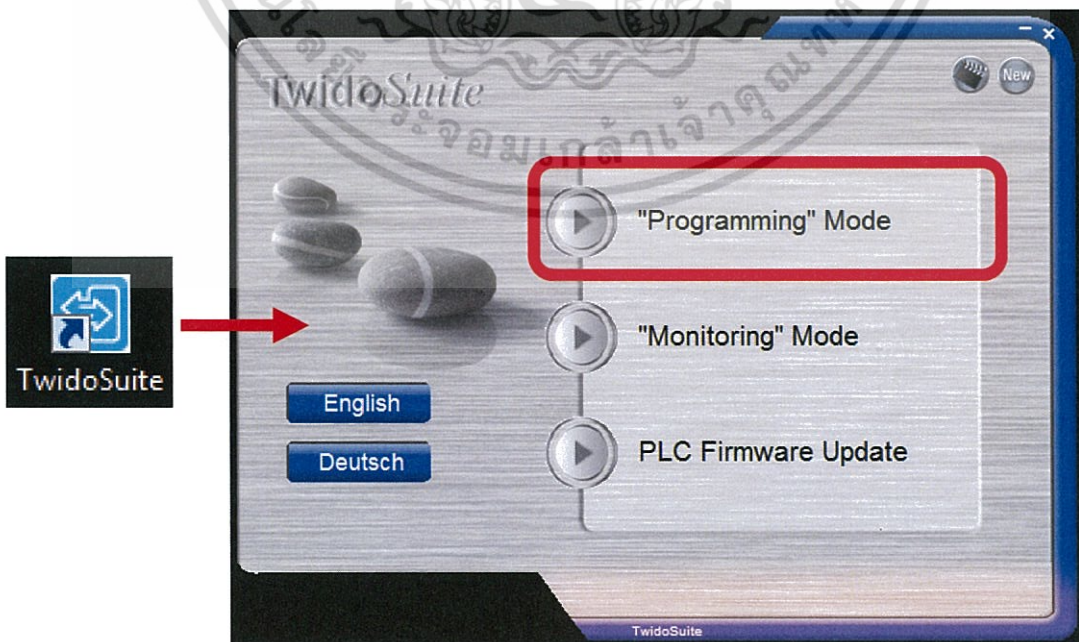 TwidoSuite
New
"Programming" Mode
"Monitoring" Mode
PLC Firmware Update
English
Deutsch
TwidoSuite
TwidoSuite